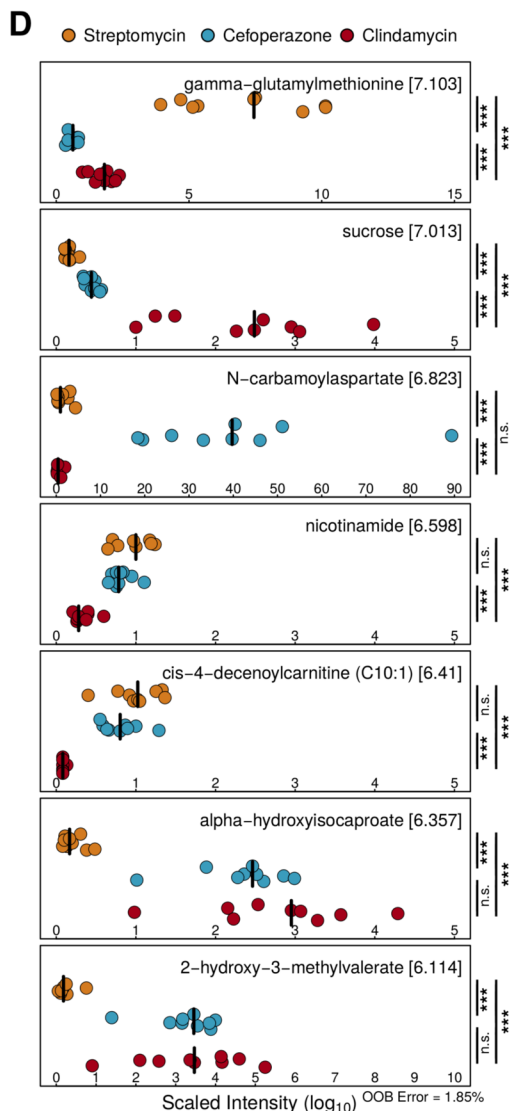 D
Streptomycin Cefoperazone Clindamycin
gamma−glutamylmethionine [7.103]
*** *** ***
0 5 10 15
sucrose [7.013]
*** *** ***
0 1 2 3 4 5
N−carbamoylaspartate [6.823]
*** *** n.s.
0 10 20 30 40 50 60 70 80 90
nicotinamide [6.598]
n.s. *** ***
0 1 2 3 4 5
cis−4−decenoylcarnitine (C10:1) [6.41]
n.s. *** ***
0 1 2 3 4 5
alpha−hydroxyisocaproate [6.357]
*** n.s. ***
0 1 2 3 4 5
2−hydroxy−3−methylvalerate [6.114]
*** n.s. ***
0 1 2 3 4 5 6 7 8 9 10
Scaled Intensity (log10) OOB Error = 1.85%